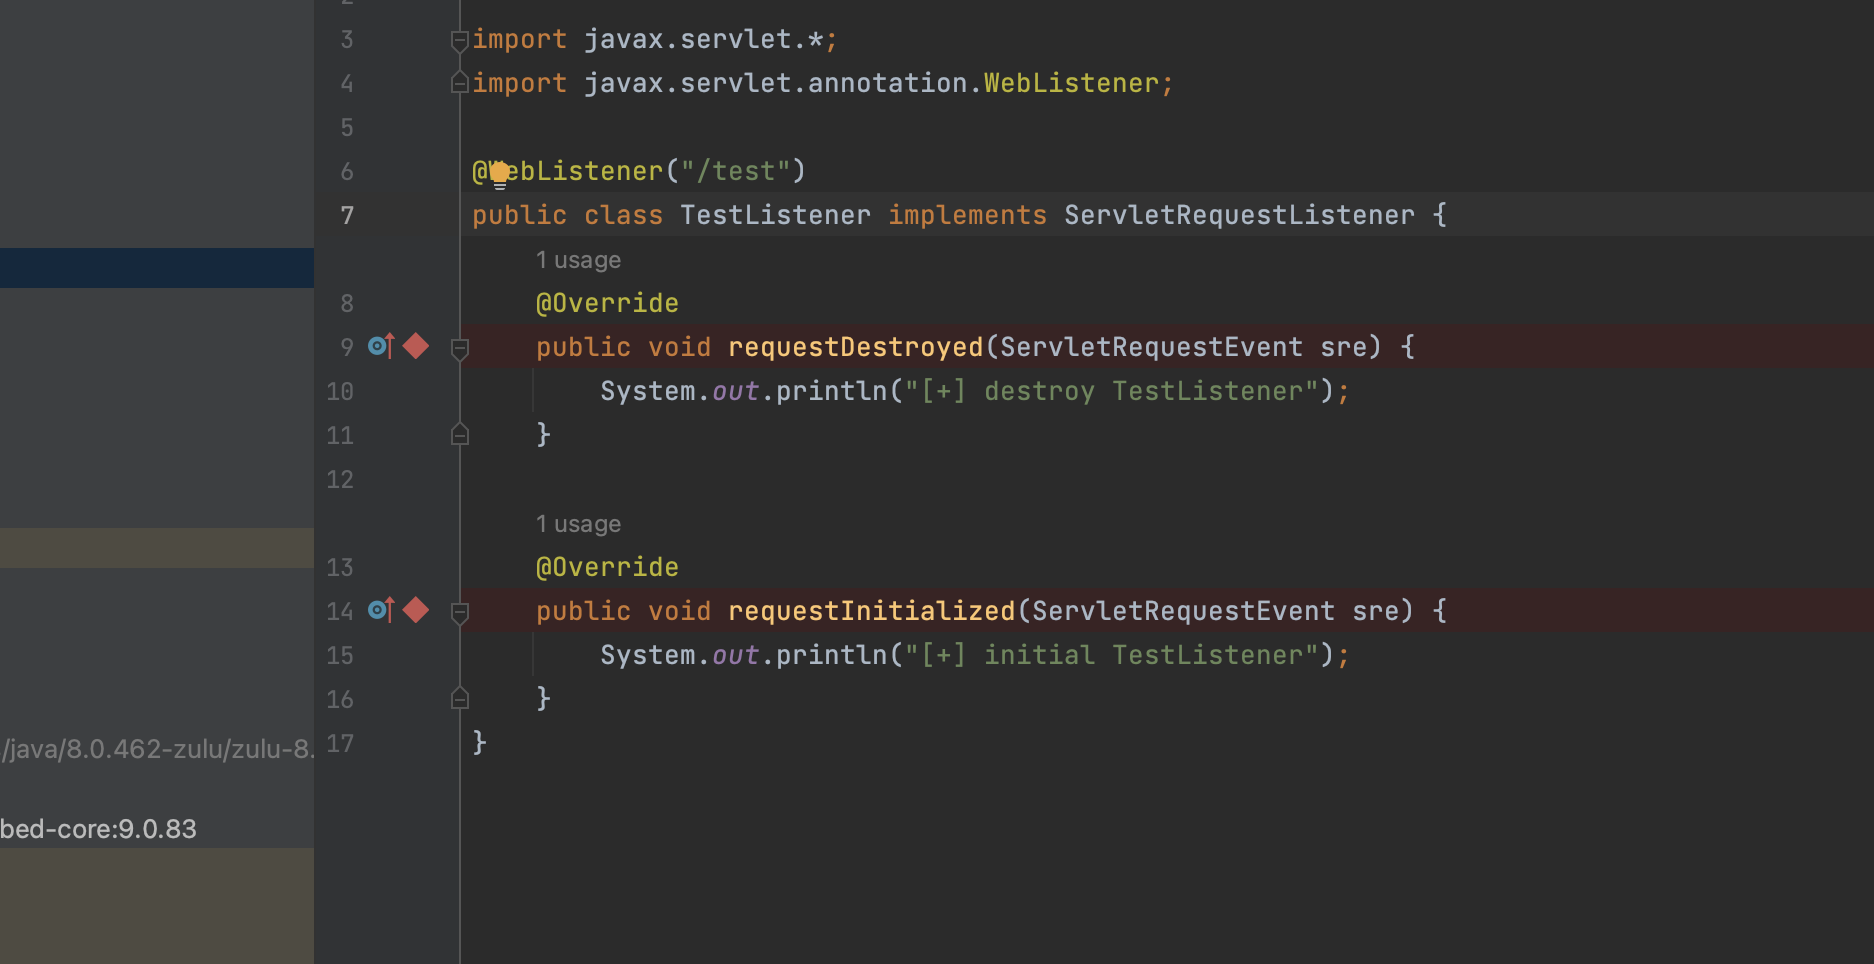 3 import javax.servlet.*;
4 import javax.servlet.annotation.WebListener;
5
6 @WebListener("/test")
7 public class TestListener implements ServletRequestListener {
1 usage
8 @Override
9 public void requestDestroyed(ServletRequestEvent sre) {
10 System.out.println("[+] destroy TestListener");
11 }
12
1 usage
13 @Override
14 public void requestInitialized(ServletRequestEvent sre) {
15 System.out.println("[+] initial TestListener");
16 }
17 }
/java/8.0.462-zulu/zulu-8.
bed-core:9.0.83